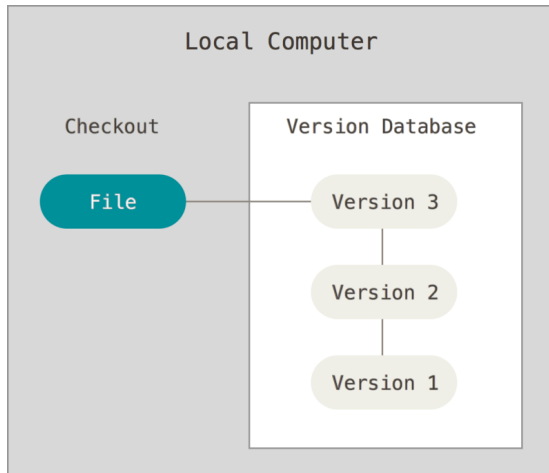 Local Computer
Checkout
Version Database
File
Version 3
Version 2
Version 1